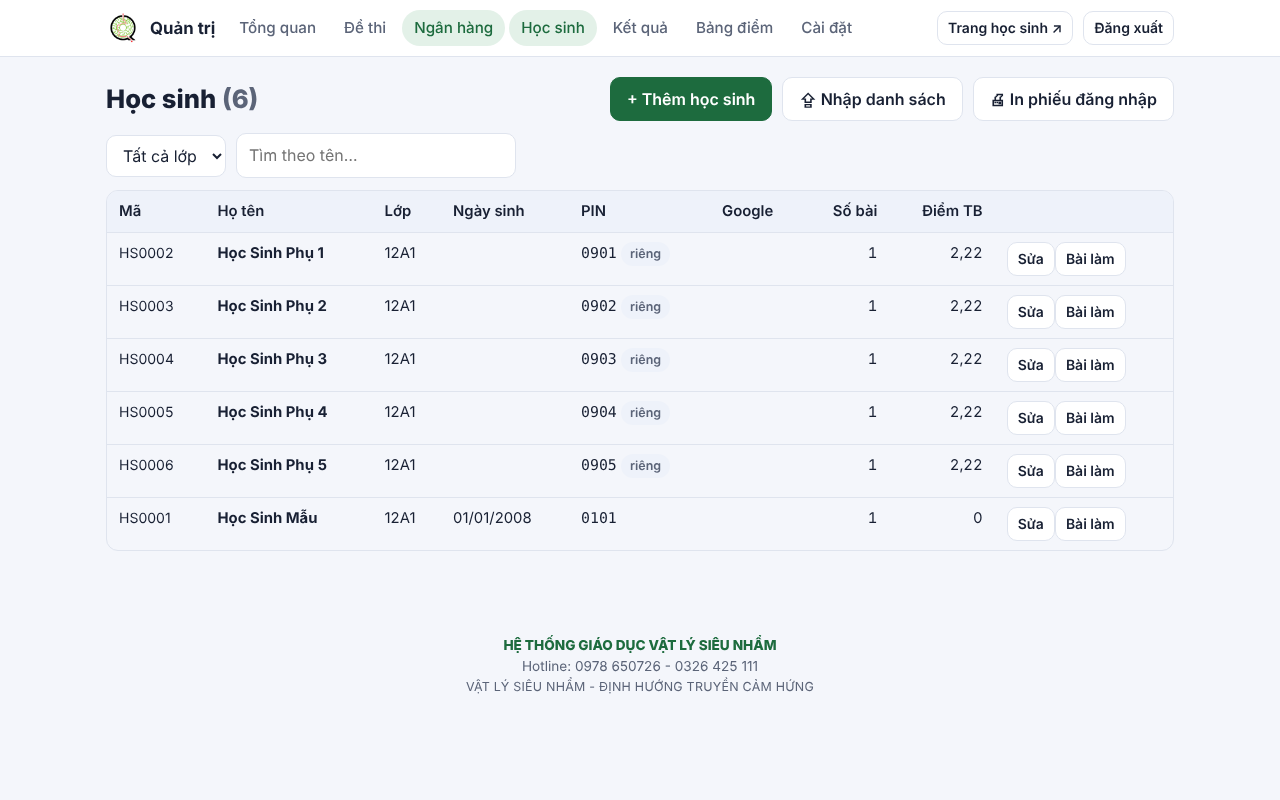 Quản trị Tổng quan Đề thi Ngân hàng Học sinh Kết quả Bảng điểm Cài đặt Trang học sinh ↗ Đăng xuất
Học sinh (6) + Thêm học sinh ⇪ Nhập danh sách 🖨 In phiếu đăng nhập
Tất cả lớp Tìm theo tên...
Mã Họ tên Lớp Ngày sinh PIN Google Số bài Điểm TB
HS0002 Học Sinh Phụ 1 12A1 0901 riêng 1 2,22 Sửa Bài làm
HS0003 Học Sinh Phụ 2 12A1 0902 riêng 1 2,22 Sửa Bài làm
HS0004 Học Sinh Phụ 3 12A1 0903 riêng 1 2,22 Sửa Bài làm
HS0005 Học Sinh Phụ 4 12A1 0904 riêng 1 2,22 Sửa Bài làm
HS0006 Học Sinh Phụ 5 12A1 0905 riêng 1 2,22 Sửa Bài làm
HS0001 Học Sinh Mẫu 12A1 01/01/2008 0101 1 0 Sửa Bài làm
HỆ THỐNG GIÁO DỤC VẬT LÝ SIÊU NHẦM
Hotline: 0978 650726 - 0326 425 111
VẬT LÝ SIÊU NHẦM - ĐỊNH HƯỚNG TRUYỀN CẢM HỨNG